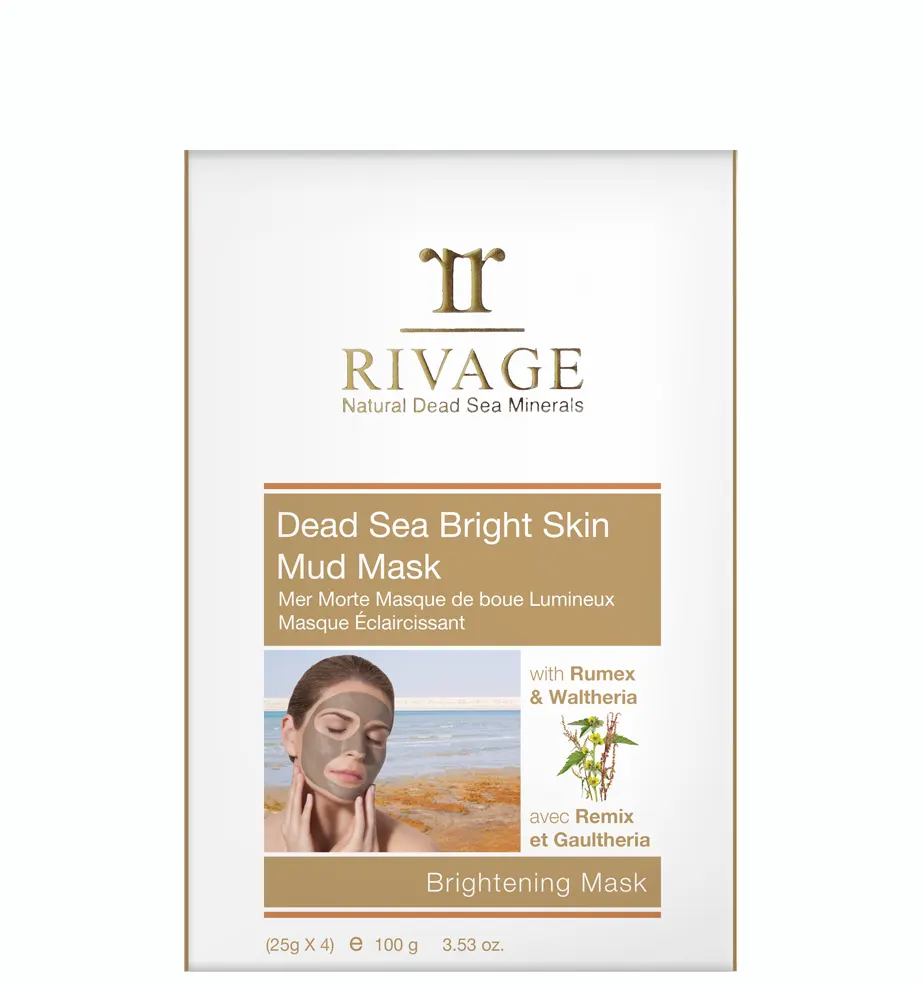 RIVAGE
Natural Dead Sea Minerals
Dead Sea Bright Skin
Mud Mask
Mer Morte Masque de boue Lumineux
Masque Éclaircissant
with Rumex
& Waltheria
avec Remix
et Gaultheria
Brightening Mask
(25g X 4) e 100 g 3.53 oz.